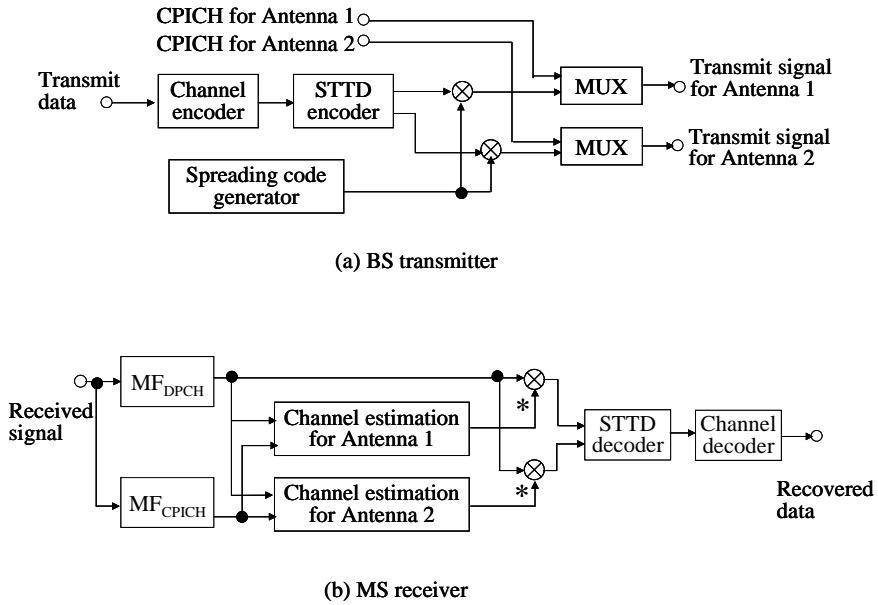 CPICH for Antenna 1
CPICH for Antenna 2
Transmit
data
Channel
encoder
STTD
encoder
MUX
Transmit signal
for Antenna 1
MUX
Transmit signal
for Antenna 2
Spreading code
generator
(a) BS transmitter
Received
signal
MF_DPCH
*
Channel estimation
for Antenna 1
STTD
decoder
Channel
decoder
*
MF_CPICH
Channel estimation
for Antenna 2
Recovered
data
(b) MS receiver